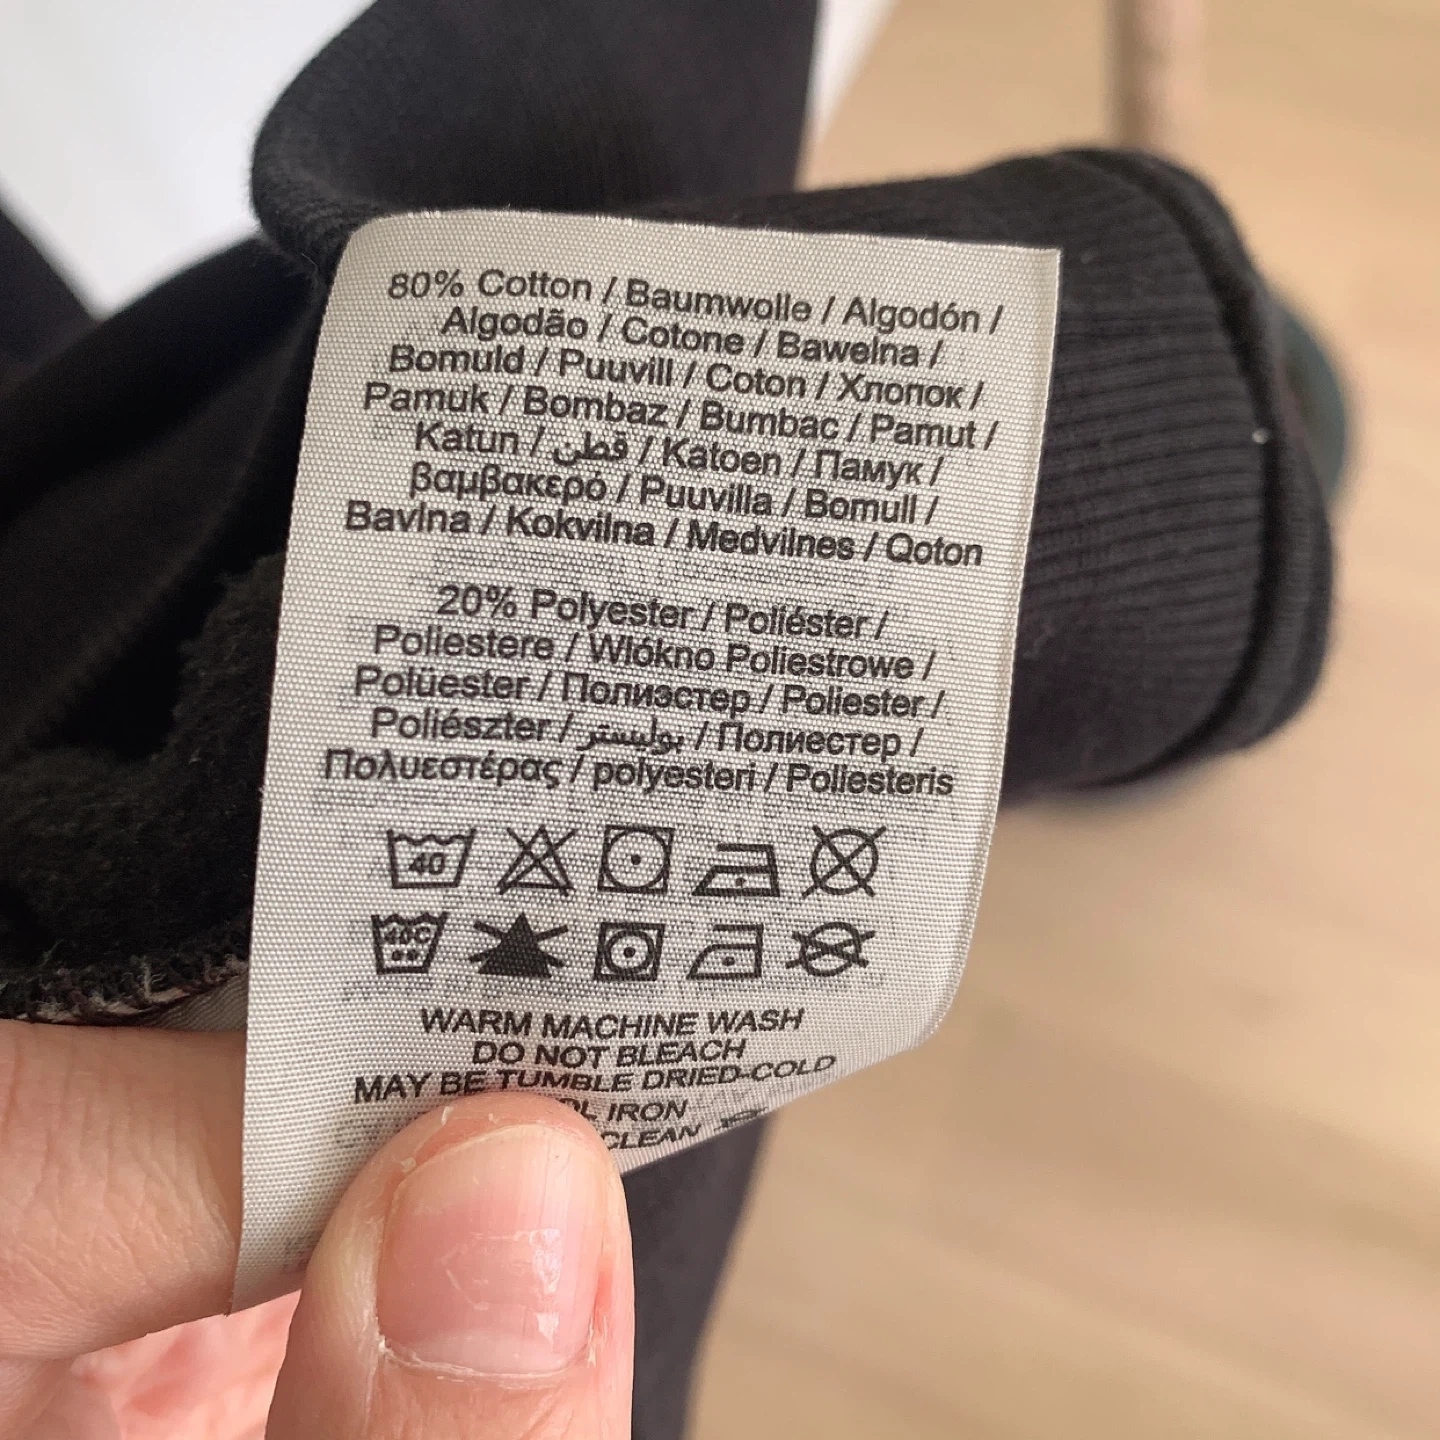 80% Cotton / Baumwolle / Algodón /
Algodão / Cotone / Bawełna /
Bomuld / Puuvill / Coton / Хлопок /
Pamuk / Bombaz / Bumbac / Pamut /
Katun / قطن / Katoen / Памук /
βαμβακερό / Puuvilla / Bomull /
Bavlna / Kokvilna / Medvilnes / Qoton
20% Polyester / Poliéster /
Poliestere / Włókno Poliestrowe /
Polüester / Полиэстер / Poliester /
Poliészter / بوليستر / Полиестер /
Πολυεστέρας / polyesteri / Poliesteris
40
40C
WARM MACHINE WASH
DO NOT BLEACH
MAY BE TUMBLE DRIED-COLD
IRON
CLEAN